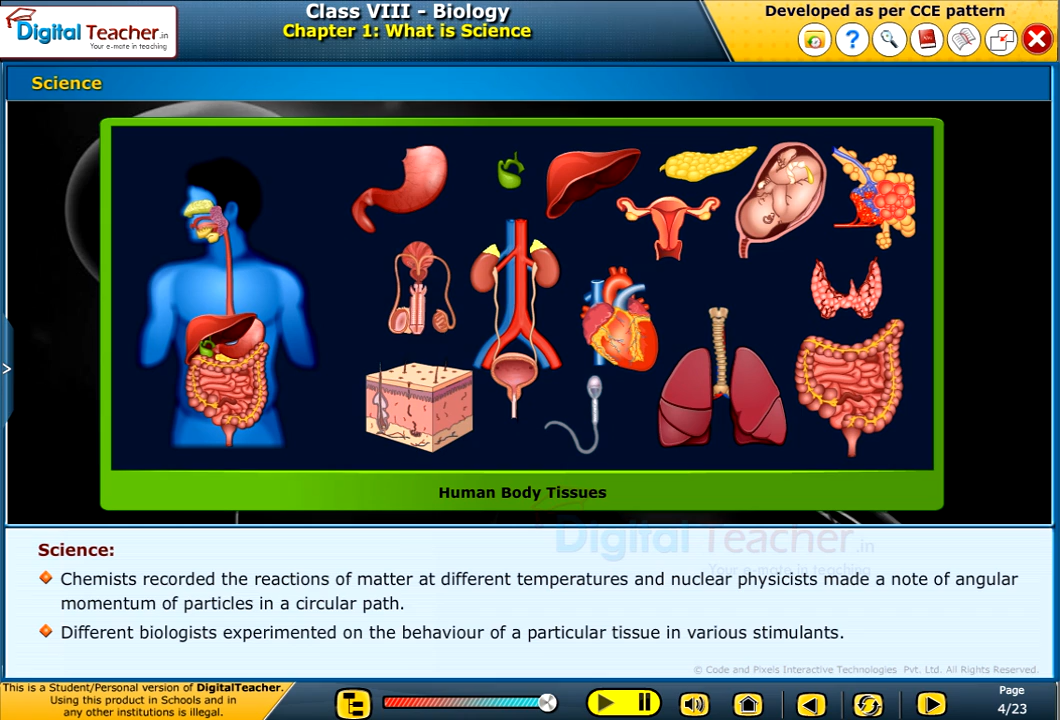 Digital Teacher.in
Your e-mate in teaching
Class VIII - Biology
Chapter 1: What is Science
Developed as per CCE pattern
?
Science
>
Human Body Tissues
Digital Teacher.in
Your e-mate in teaching
Science:
Chemists recorded the reactions of matter at different temperatures and nuclear physicists made a note of angular
momentum of particles in a circular path.
Different biologists experimented on the behaviour of a particular tissue in various stimulants.
© Code and Pixels Interactive Technologies Pvt. Ltd. All Rights Reserved.
This is a Student/Personal version of DigitalTeacher.
Using this product in Schools and in
any other institutions is illegal.
Page
4/23